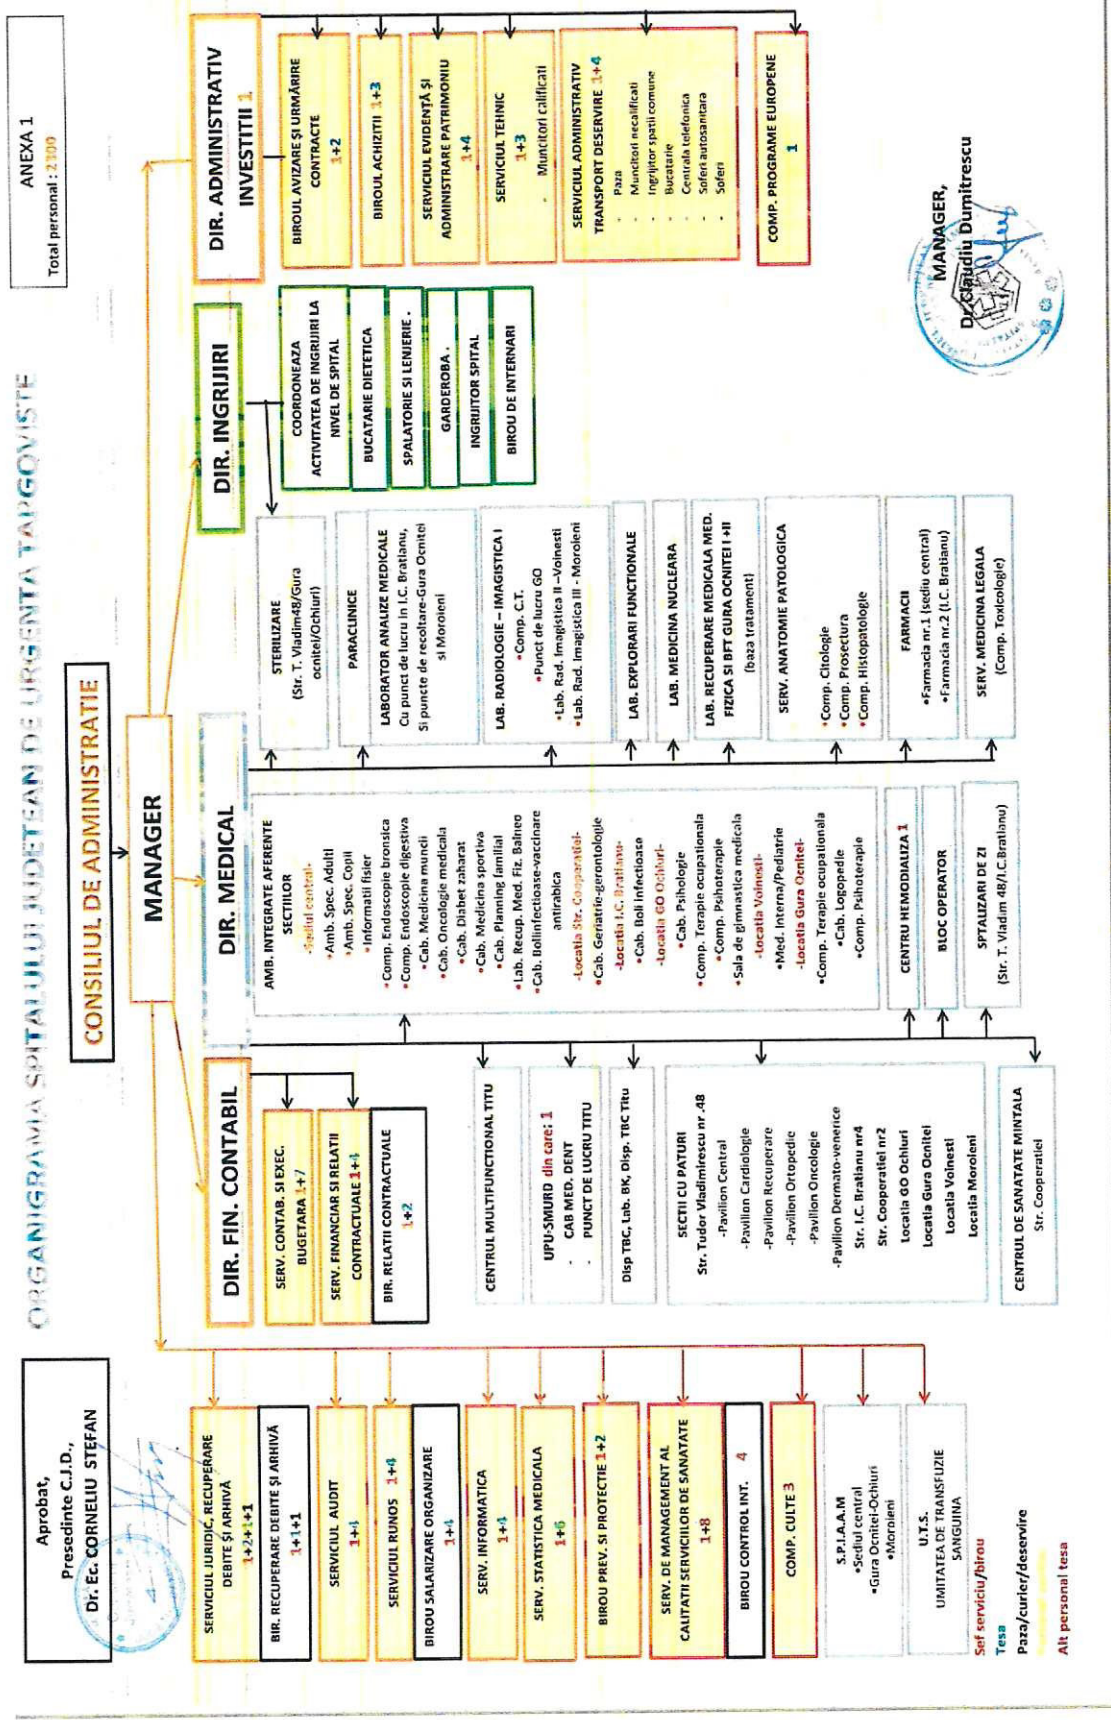 ANEXA 1
Total personal : 2300
ORGANIGRAMA SPITALULUI JUDETEAN DE URGENTA TARGOVISTE
Aprobat,
Presedinte C.J.D.,
Dr. Ec. CORNELIU STEFAN
CONSILIUL DE ADMINISTRATIE
MANAGER
DIR. FIN. CONTABIL
DIR. MEDICAL
DIR. INGRIJIRI
DIR. ADMINISTRATIV
INVESTITII 1
SERVICIUL JURIDIC, RECUPERARE
DEBITE ȘI ARHIVĂ
1+2+1+1
BIR. RECUPERARE DEBITE ȘI ARHIVĂ
1+1+1
SERVICIUL AUDIT
1+4
SERVICIUL RUNOS 1+4
BIROU SALARIZARE ORGANIZARE
1+4
SERV. INFORMATICA
1+4
SERV. STATISTICA MEDICALA
1+6
BIROU PREV. SI PROTECTIE 1+2
SERV. DE MANAGEMENT AL
CALITATII SERVICIILOR DE SANATATE
1+8
BIROU CONTROL INT. 4
COMP. CULTE 3
S.P.I.A.A.M
•Sediul central
•Gura Ocnitei-Ochiuri
•Moroieni
U.T.S.
UMITATEA DE TRANSFUZIE
SANGUINA
Sef serviciu/birou
Tesa
Paza/curier/deservire
Alt personal tesa
SERV. CONTAB. SI EXEC.
BUGETARA 1+7
SERV. FINANCIAR SI RELATII
CONTRACTUALE 1+4
BIR. RELATII CONTRACTUALE
1+2
CENTRUL MULTIFUNCTIONAL TITU
UPU-SMURD din care: 1
- CAB MED. DENT
- PUNCT DE LUCRU TITU
Disp TBC, Lab. BK, Disp. TBC Titu
SECTII CU PATURI
Str. Tudor Vladimirescu nr .48
-Pavilion Central
-Pavilion Cardiologie
-Pavilion Recuperare
-Pavilion Ortopedie
-Pavilion Oncologie
-Pavilion Dermato-venerice
Str. I.C. Bratianu nr4
Str. Cooperatiei nr2
Locatia GO Ochiuri
Locatia Gura Ocnitei
Locatia Voinesti
Locatia Moroleni
CENTRUL DE SANATATE MINTALA
Str. Cooperatiei
AMB. INTEGRATE AFERENTE
SECTIILOR
-Sediul central-
•Amb. Spec. Adulti
•Amb. Spec. Copii
•Informatii fisier
•Comp. Endoscopie bronsica
•Comp. Endoscopie digestiva
•Cab. Medicina muncii
•Cab. Oncologie medicala
•Cab. Diabet zaharat
•Cab. Medicina sportiva
•Cab. Planning familial
•Lab. Recup. Med. Fiz. Balneo
•Cab. Boliinfectioase-vaccinare
antirabica
-Locatia Str. Cooperatiei-
•Cab. Geriatrie-gerontologie
-Locatia I.C. Bratianu-
•Cab. Boli infectioase
-Locatia GO Ochiuri-
•Cab. Psihologie
•Comp. Terapie ocupationala
•Comp. Psihoterapie
•Sala de gimnastica medicala
-Locatia Voinesti-
•Med. Interna/Pediatrie
-Locatia Gura Ocnitei-
•Comp. Terapie ocupationala
•Cab. Logopedie
•Comp. Psihoterapie
CENTRU HEMODIALIZA 1
BLOC OPERATOR
SPTALIZARI DE ZI
(Str. T. Vladim 48/I.C.Bratianu)
STERILIZARE
(Str. T. Vladim48/Gura
ocnitei/Ochiuri)
PARACLINICE
LABORATOR ANALIZE MEDICALE
Cu punct de lucru in I.C. Bratianu,
Si puncte de recoltare-Gura Ocnitei
si Moroieni
LAB. RADIOLOGIE – IMAGISTICA I
•Comp. C.T.
•Punct de lucru GO
•Lab. Rad. Imagistica II –Voinesti
•Lab. Rad. Imagistica III - Moroleni
LAB. EXPLORARI FUNCTIONALE
LAB. MEDICINA NUCLEARA
LAB. RECUPERARE MEDICALA MED.
FIZICA SI BFT GURA OCNITEI I +II
(baza tratament)
SERV. ANATOMIE PATOLOGICA
•Comp. Citologie
•Comp. Prosectura
•Comp. Histopatologie
FARMACII
•Farmacia nr.1 (sediu central)
•Farmacia nr.2 (I.C. Bratianu)
SERV. MEDICINA LEGALA
(Comp. Toxicologie)
COORDONEAZA
ACTIVITATEA DE INGRIJIRI LA
NIVEL DE SPITAL
BUCATARIE DIETETICA
SPALATORIE SI LENJERIE .
GARDEROBA .
INGRIJITOR SPITAL
BIROU DE INTERNARI
BIROUL AVIZARE ȘI URMĂRIRE
CONTRACTE
1+2
BIROUL ACHIZITII 1+3
SERVICIUL EVIDENȚĂ ȘI
ADMINISTRARE PATRIMONIU
1+4
SERVICIUL TEHNIC
1+3
- Muncitori calificati
SERVICIUL ADMINISTRATIV
TRANSPORT DESERVIRE 1+4
- Paza
- Muncitori necalificati
- Ingrijitor spatii comune
- Bucatarie
- Centrala telefonica
- Soferi autosanitara
- Soferi
COMP. PROGRAME EUROPENE
1
MANAGER,
Dr.Claudiu Dumitrescu